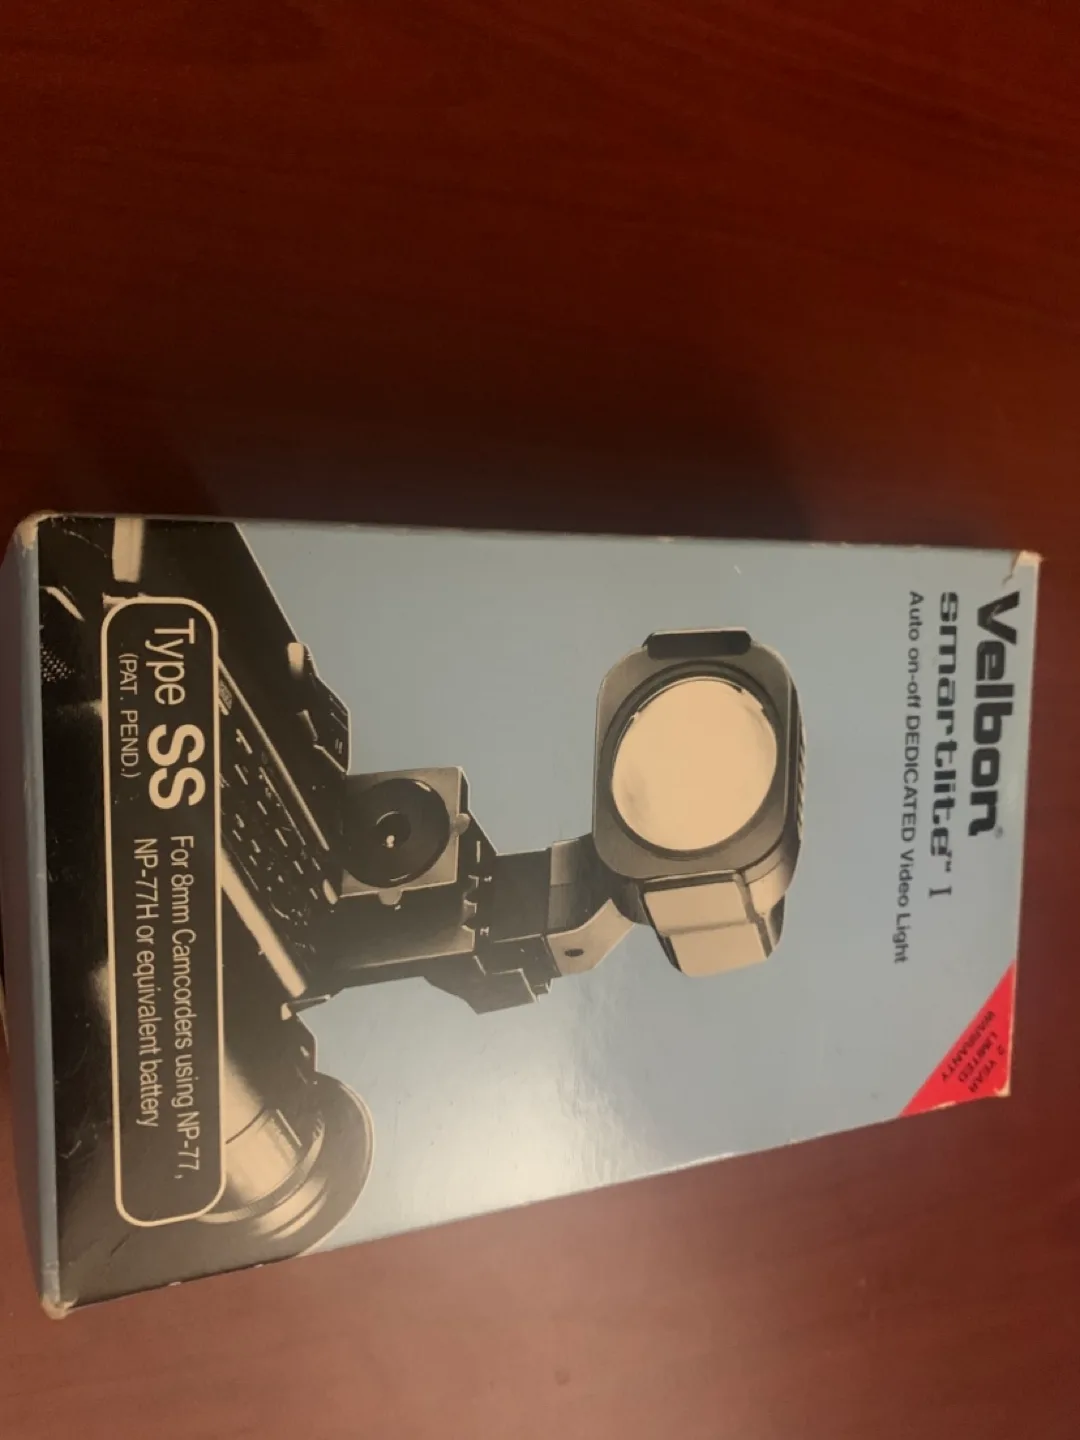 Velbon®
smartlite™ I
Auto on-off DEDICATED Video Light
2 YEAR
LIMITED
WARRANTY
Type SS
(PAT. PEND.)
For 8mm Camcorders using NP-77,
NP-77H or equivalent battery